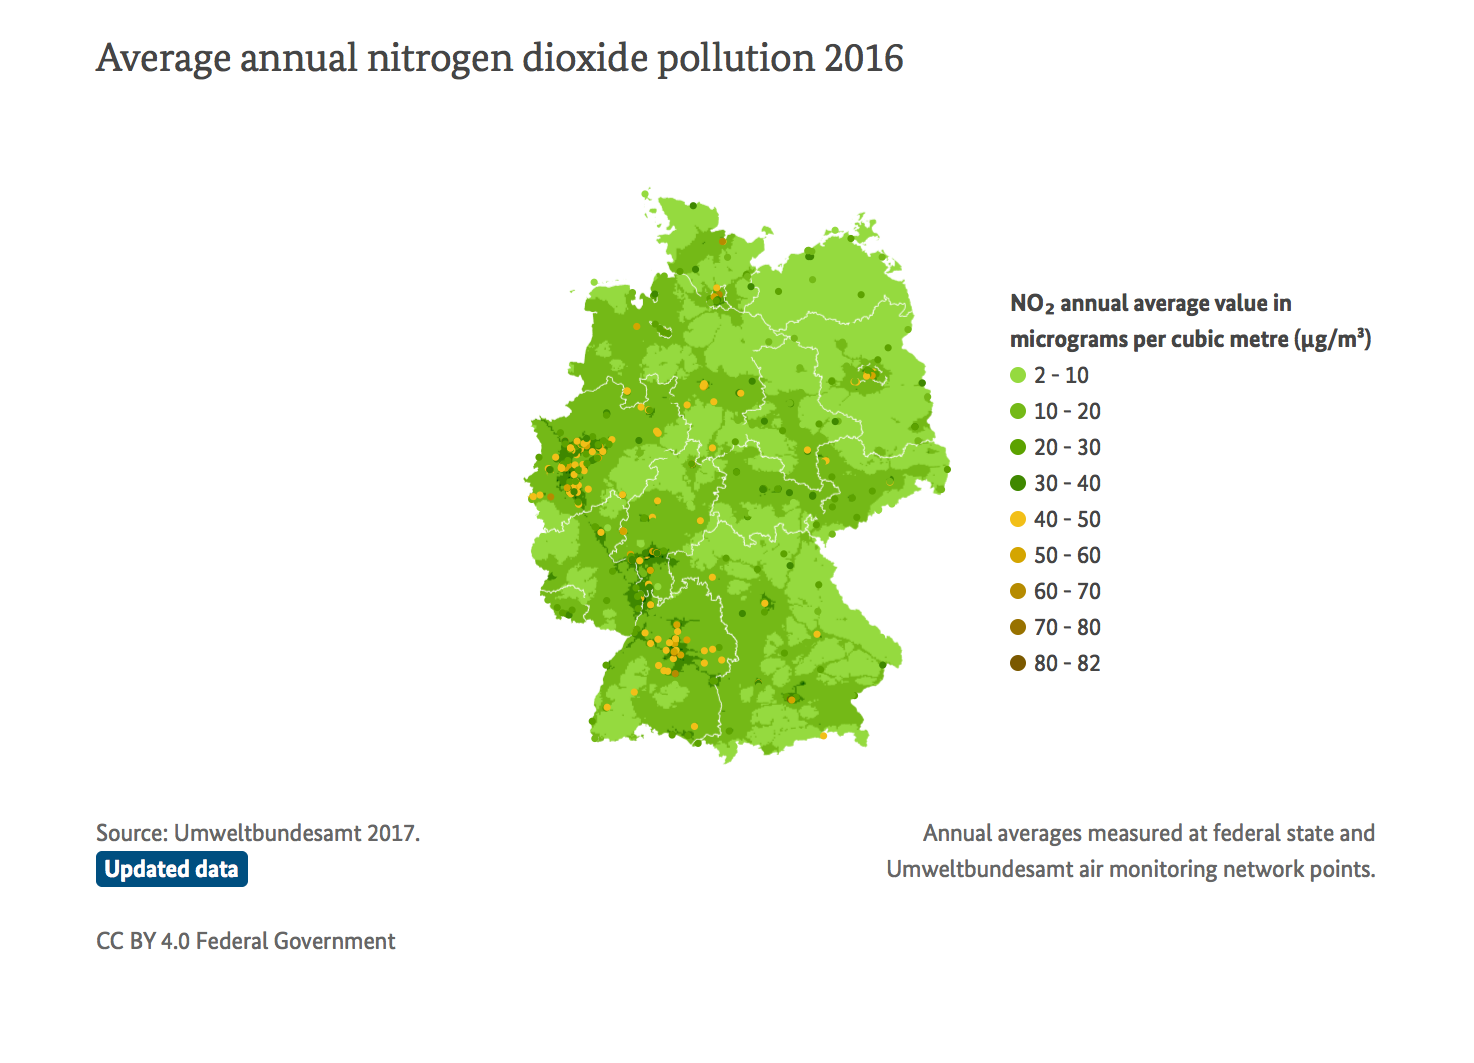 Average annual nitrogen dioxide pollution 2016
NO₂ annual average value in
micrograms per cubic metre (µg/m³)
2 - 10
10 - 20
20 - 30
30 - 40
40 - 50
50 - 60
60 - 70
70 - 80
80 - 82
Source: Umweltbundesamt 2017.
Updated data
Annual averages measured at federal state and
Umweltbundesamt air monitoring network points.
CC BY 4.0 Federal Government